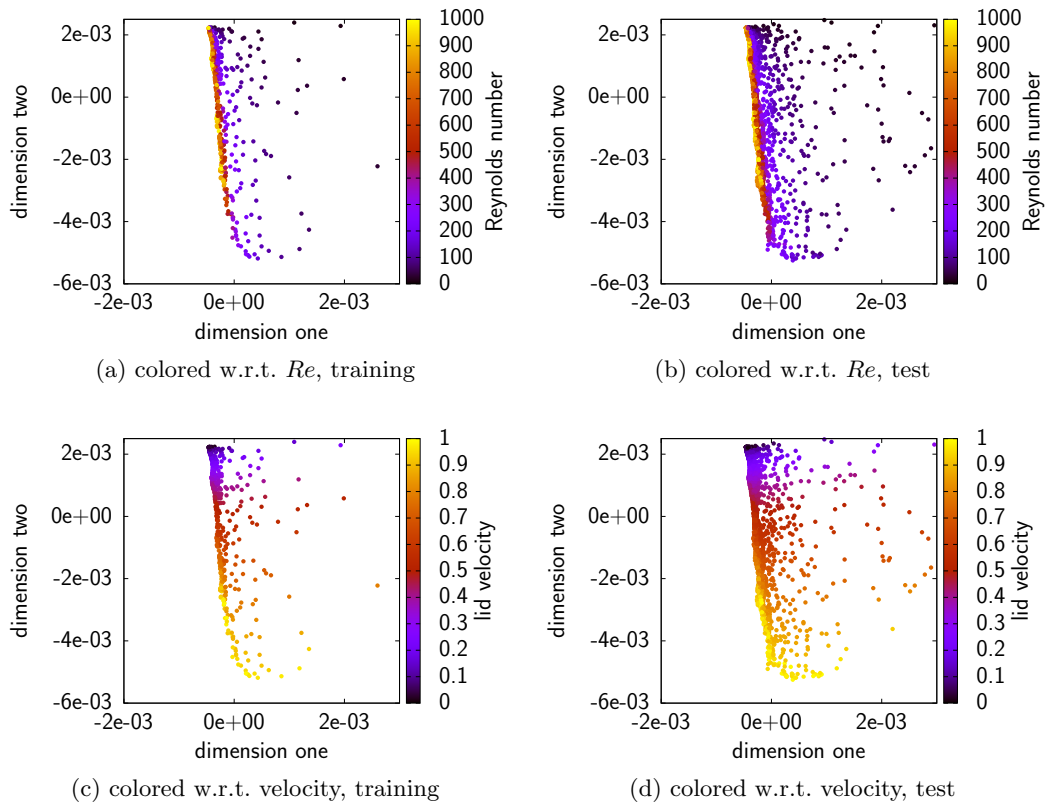 2e-03
0e+00
-2e-03
-4e-03
-6e-03
dimension two
-2e-03 0e+00 2e-03
dimension one
1000
900
800
700
600
500
400
300
200
100
0
Reynolds number
(a) colored w.r.t. Re, training
2e-03
0e+00
-2e-03
-4e-03
-6e-03
dimension two
-2e-03 0e+00 2e-03
dimension one
1000
900
800
700
600
500
400
300
200
100
0
Reynolds number
(b) colored w.r.t. Re, test
2e-03
0e+00
-2e-03
-4e-03
-6e-03
dimension two
-2e-03 0e+00 2e-03
dimension one
1
0.9
0.8
0.7
0.6
0.5
0.4
0.3
0.2
0.1
0
lid velocity
(c) colored w.r.t. velocity, training
2e-03
0e+00
-2e-03
-4e-03
-6e-03
dimension two
-2e-03 0e+00 2e-03
dimension one
1
0.9
0.8
0.7
0.6
0.5
0.4
0.3
0.2
0.1
0
lid velocity
(d) colored w.r.t. velocity, test